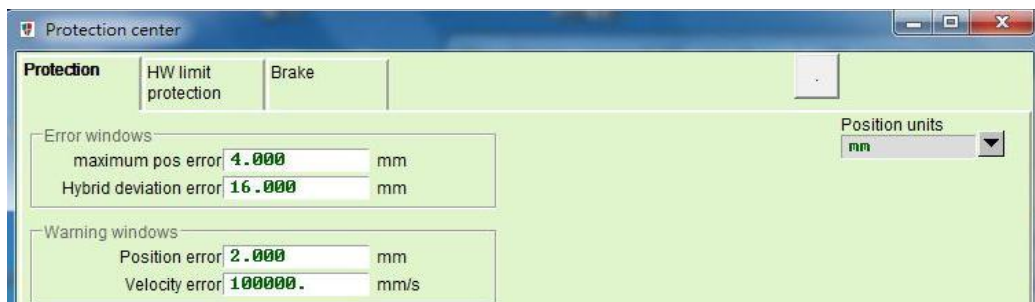 Protection center
Protection
HW limit
protection
Brake
.
Position units
mm
Error windows
maximum pos error 4.000 mm
Hybrid deviation error 16.000 mm
Warning windows
Position error 2.000 mm
Velocity error 100000. mm/s